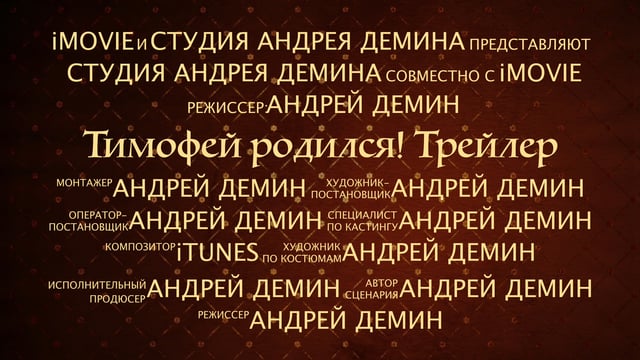 iMOVIE И СТУДИЯ АНДРЕЯ ДЕМИНА ПРЕДСТАВЛЯЮТ
СТУДИЯ АНДРЕЯ ДЕМИНА СОВМЕСТНО С iMOVIE
РЕЖИССЕР: АНДРЕЙ ДЕМИН
Тимофей родился! Трейлер
МОНТАЖЕР АНДРЕЙ ДЕМИН ХУДОЖНИК-ПОСТАНОВЩИК АНДРЕЙ ДЕМИН
ОПЕРАТОР-ПОСТАНОВЩИК АНДРЕЙ ДЕМИН СПЕЦИАЛИСТ ПО КАСТИНГУ АНДРЕЙ ДЕМИН
КОМПОЗИТОР iTUNES ХУДОЖНИК ПО КОСТЮМАМ АНДРЕЙ ДЕМИН
ИСПОЛНИТЕЛЬНЫЙ ПРОДЮСЕР АНДРЕЙ ДЕМИН АВТОР СЦЕНАРИЯ АНДРЕЙ ДЕМИН
РЕЖИССЕР АНДРЕЙ ДЕМИН